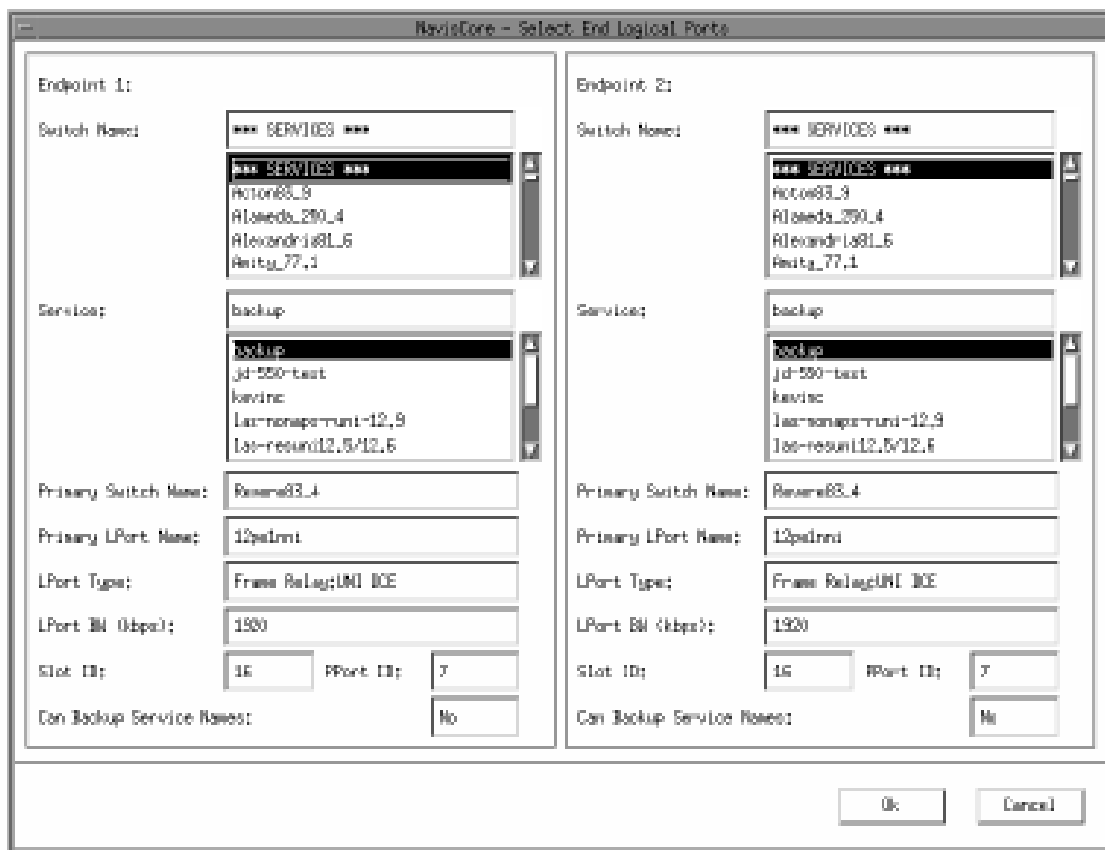 NavisCore - Select End Logical Ports
Endpoint 1:
Switch Name:
*** SERVICES ***
*** SERVICES ***
Acton83_9
Alameda_250_4
Alexandria81_6
Amity_77.1
Service:
backup
backup
jd-550-test
kevinc
las-monaps-runi-12.9
las-resuni12.5/12.6
Primary Switch Name:
Revere83_4
Primary LPort Name:
LPort Type:
Frame Relay:UNI DCE
LPort BW (kbps):
1920
Slot ID:
16
PPort ID:
7
Can Backup Service Names:
No
Endpoint 2:
Switch Name:
*** SERVICES ***
*** SERVICES ***
Acton83_9
Alameda_250_4
Alexandria81_6
Amity_77.1
Service:
backup
backup
jd-550-test
kevinc
las-monaps-runi-12.9
las-resuni12.5/12.6
Primary Switch Name:
Revere83_4
Primary LPort Name:
LPort Type:
Frame Relay:UNI DCE
LPort BW (kbps):
1920
Slot ID:
16
PPort ID:
7
Can Backup Service Names:
No
Ok
Cancel